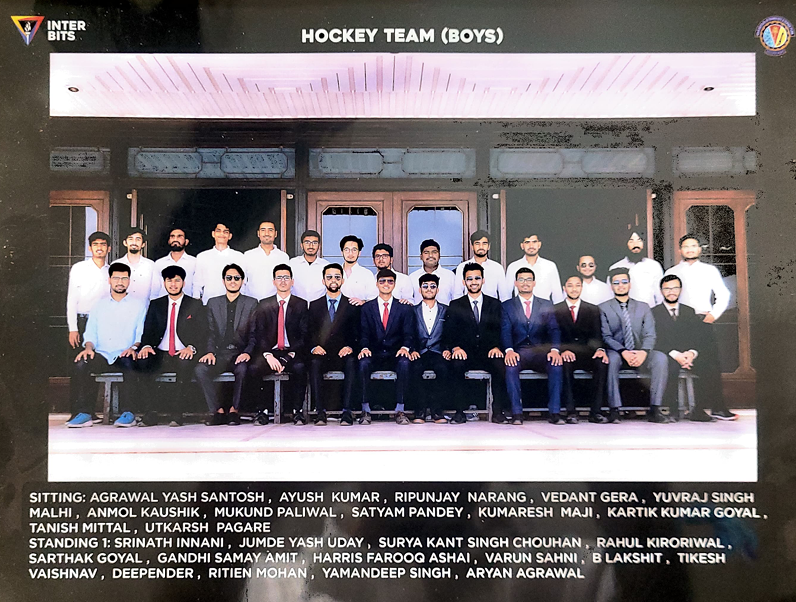 INTER
BITS
HOCKEY TEAM (BOYS)
SITTING: AGRAWAL YASH SANTOSH , AYUSH KUMAR , RIPUNJAY NARANG , VEDANT GERA , YUVRAJ SINGH
MALHI , ANMOL KAUSHIK , MUKUND PALIWAL , SATYAM PANDEY , KUMARESH MAJI , KARTIK KUMAR GOYAL ,
TANISH MITTAL , UTKARSH PAGARE
STANDING 1: SRINATH INNANI , JUMDE YASH UDAY , SURYA KANT SINGH CHOUHAN , RAHUL KIRORIWAL ,
SARTHAK GOYAL , GANDHI SAMAY AMIT , HARRIS FAROOQ ASHAI , VARUN SAHNI , B LAKSHIT , TIKESH
VAISHNAV , DEEPENDER , RITIEN MOHAN , YAMANDEEP SINGH , ARYAN AGRAWAL